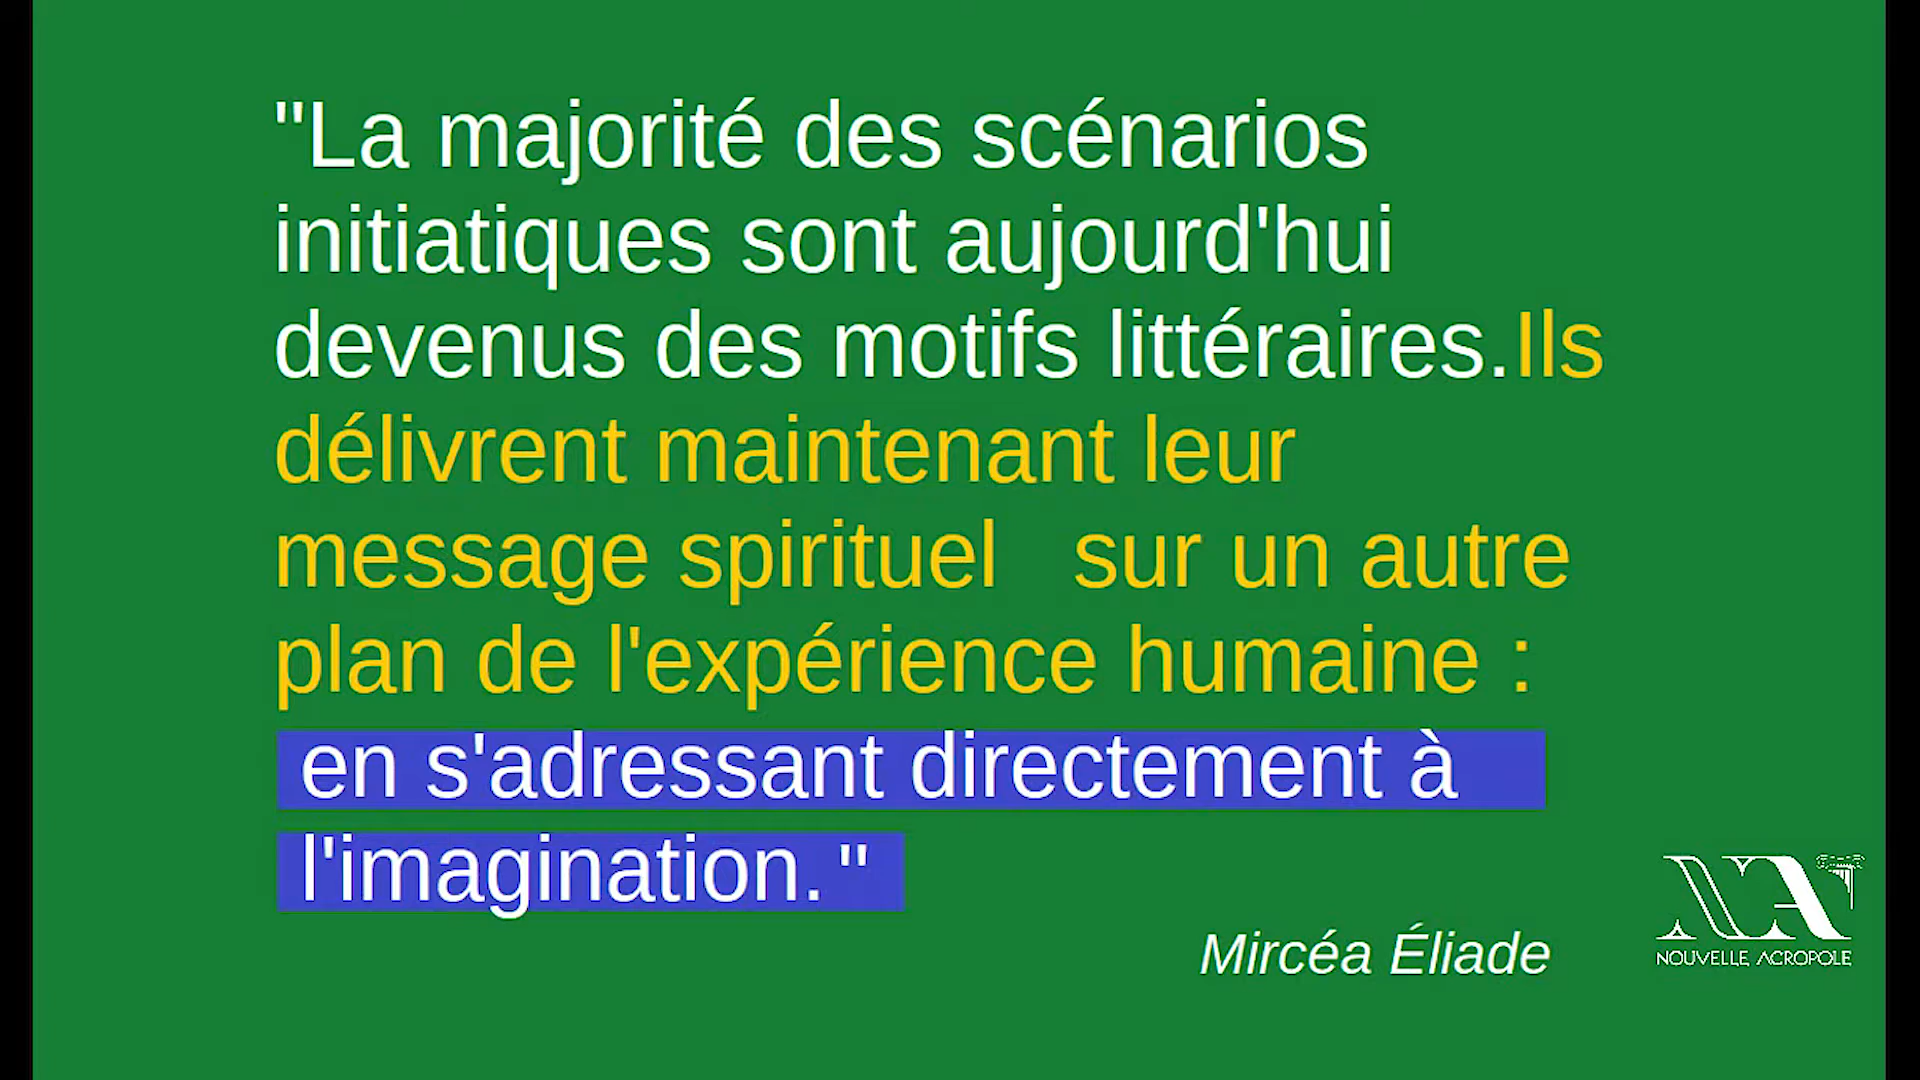 "La majorité des scénarios
initiatiques sont aujourd'hui
devenus des motifs littéraires.Ils
délivrent maintenant leur
message spirituel   sur un autre
plan de l'expérience humaine :
en s'adressant directement à
l'imagination."
Mircéa Éliade
NA
NOUVELLE ACROPOLE